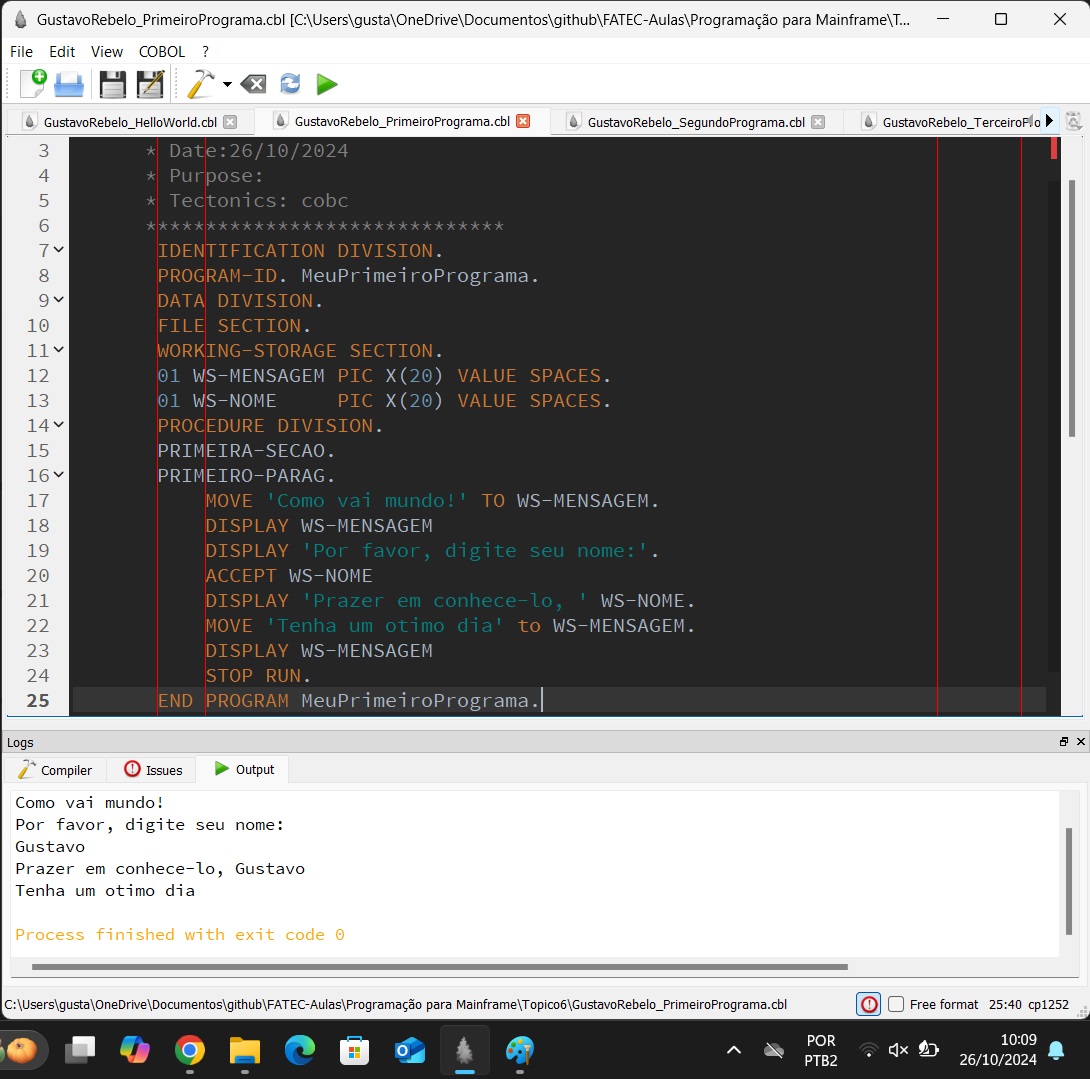 GustavoRebelo_PrimeiroPrograma.cbl [C:\Users\gusta\OneDrive\Documentos\github\FATEC-Aulas\Programação para Mainframe\T...
File Edit View COBOL ?
GustavoRebelo_HelloWorld.cbl GustavoRebelo_PrimeiroPrograma.cbl GustavoRebelo_SegundoPrograma.cbl
3 * Date:26/10/2024
4 * Purpose:
5 * Tectonics: cobc
6 ******************************
7 IDENTIFICATION DIVISION.
8 PROGRAM-ID. MeuPrimeiroPrograma.
9 DATA DIVISION.
10 FILE SECTION.
11 WORKING-STORAGE SECTION.
12 01 WS-MENSAGEM PIC X(20) VALUE SPACES.
13 01 WS-NOME     PIC X(20) VALUE SPACES.
14 PROCEDURE DIVISION.
15 PRIMEIRA-SECAO.
16 PRIMEIRO-PARAG.
17 MOVE 'Como vai mundo!' TO WS-MENSAGEM.
18 DISPLAY WS-MENSAGEM
19 DISPLAY 'Por favor, digite seu nome:'.
20 ACCEPT WS-NOME
21 DISPLAY 'Prazer em conhece-lo, ' WS-NOME.
22 MOVE 'Tenha um otimo dia' to WS-MENSAGEM.
23 DISPLAY WS-MENSAGEM
24 STOP RUN.
25 END PROGRAM MeuPrimeiroPrograma.
Logs
Compiler Issues Output
Como vai mundo!
Por favor, digite seu nome:
Gustavo
Prazer em conhece-lo, Gustavo
Tenha um otimo dia
Process finished with exit code 0
C:\Users\gusta\OneDrive\Documentos\github\FATEC-Aulas\Programação para Mainframe\Topico6\GustavoRebelo_PrimeiroPrograma.cbl Free format 25:40 cp1252
POR 10:09
PTB2 26/10/2024